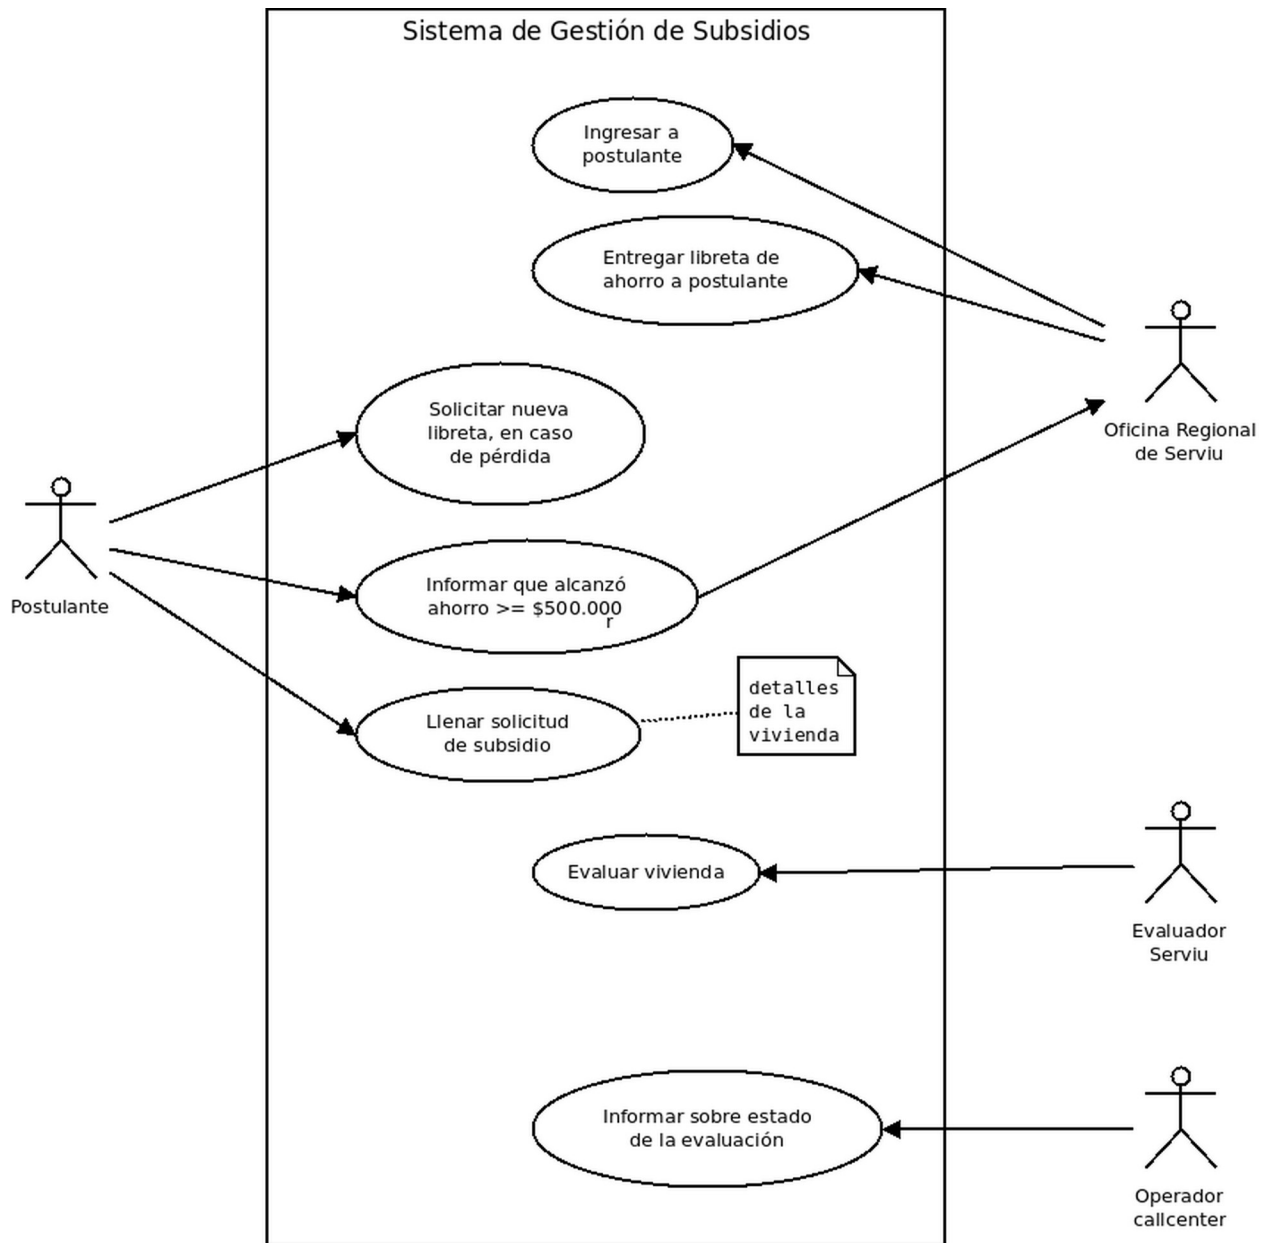 Sistema de Gestión de Subsidios
Ingresar a
postulante
Entregar libreta de
ahorro a postulante
Oficina Regional
de Serviu
Solicitar nueva
libreta, en caso
de pérdida
Postulante
Informar que alcanzó
ahorro >= $500.000
r
Llenar solicitud
de subsidio
detalles
de la
vivienda
Evaluar vivienda
Evaluador
Serviu
Informar sobre estado
de la evaluación
Operador
callcenter